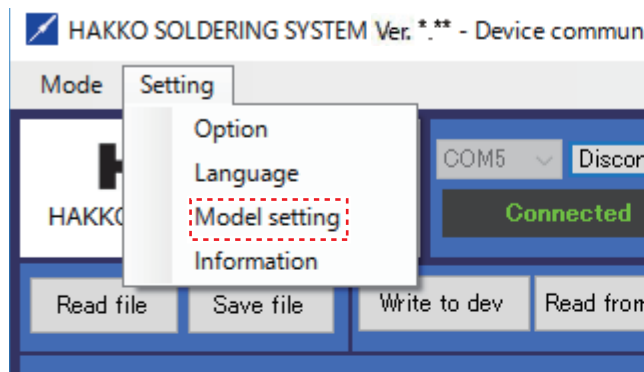 HAKKO SOLDERING SYSTEM Ver. *.** - Device commun
Mode Setting
Option
Language
Model setting
Information
COM5 Discon
Connected
HAKKO
Read file Save file Write to dev Read from